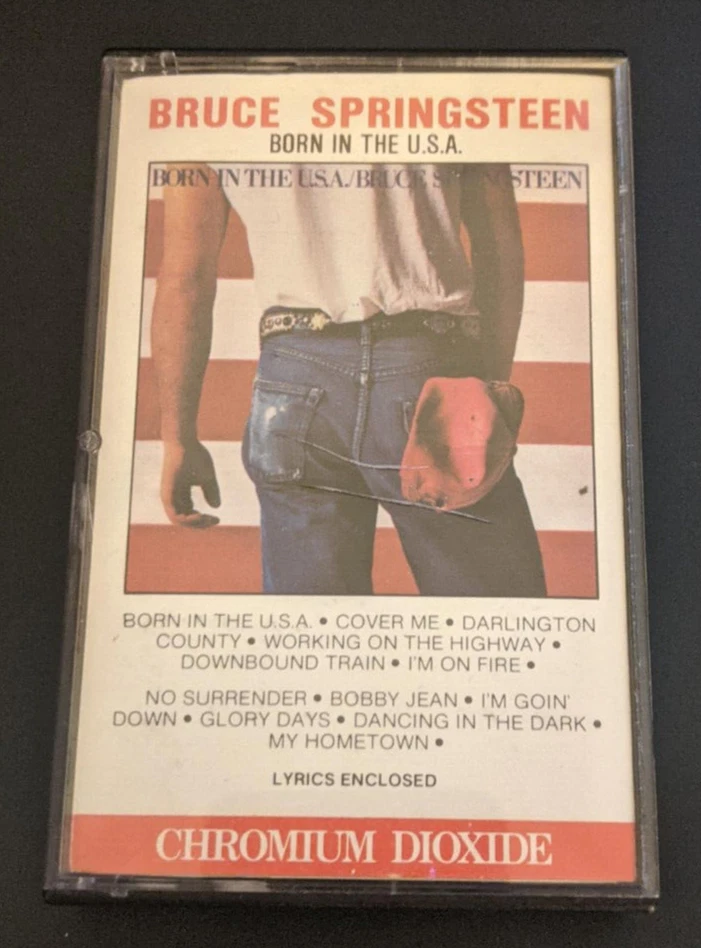 BRUCE SPRINGSTEEN
BORN IN THE U.S.A.
BORN IN THE U.S.A./BRUCE SPRINGSTEEN
BORN IN THE U.S.A. • COVER ME • DARLINGTON
COUNTY • WORKING ON THE HIGHWAY •
DOWNBOUND TRAIN • I'M ON FIRE •
NO SURRENDER • BOBBY JEAN • I'M GOIN'
DOWN • GLORY DAYS • DANCING IN THE DARK •
MY HOMETOWN •
LYRICS ENCLOSED
CHROMIUM DIOXIDE